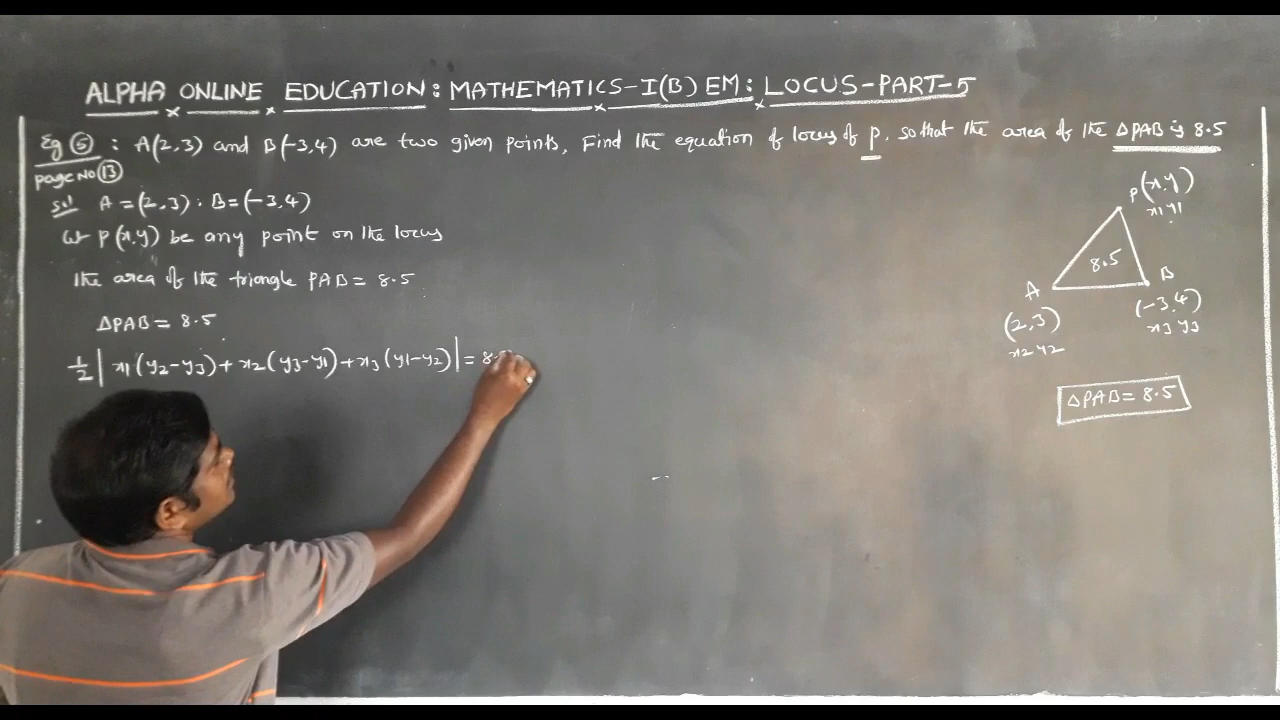 ALPHA ONLINE EDUCATION: MATHEMATICS-I(B) EM: LOCUS-PART-5
Eg (5): A(2,3) and B(-3,4) are two given points, Find the equation of locus of P. so that the area of the ΔPAB is 8.5
page No (13)
sol A = (2,3). B = (-3,4)
let P(x,y) be any point on the locus
the area of the triangle PAB = 8.5
ΔPAB = 8.5
1/2 | x1(y2-y3) + x2(y3-y1) + x3(y1-y2) | = 8.
P(x,y)
x1 y1
8.5
A
B
(2,3)
x2 y2
(-3,4)
x3 y3
ΔPAB = 8.5